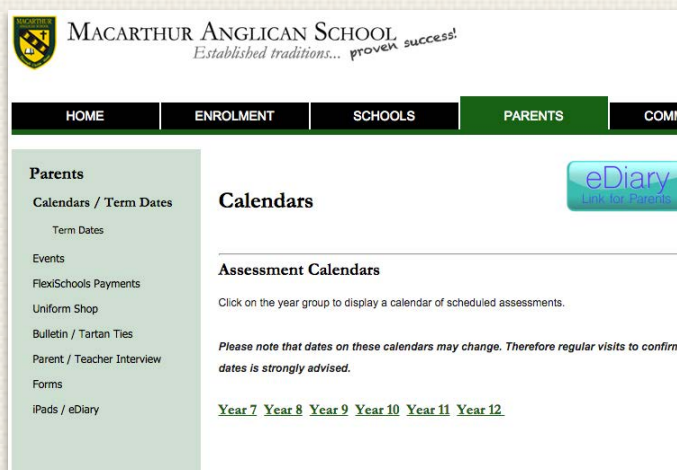 MACARTHUR
MACARTHUR ANGLICAN SCHOOL
Established traditions... proven success!
HOME ENROLMENT SCHOOLS PARENTS COMM
Parents
Calendars / Term Dates
Term Dates
Events
FlexiSchools Payments
Uniform Shop
Bulletin / Tartan Ties
Parent / Teacher Interview
Forms
iPads / eDiary
eDiary
Link for Parents
Calendars
Assessment Calendars
Click on the year group to display a calendar of scheduled assessments.
Please note that dates on these calendars may change. Therefore regular visits to confirm
dates is strongly advised.
Year 7 Year 8 Year 9 Year 10 Year 11 Year 12